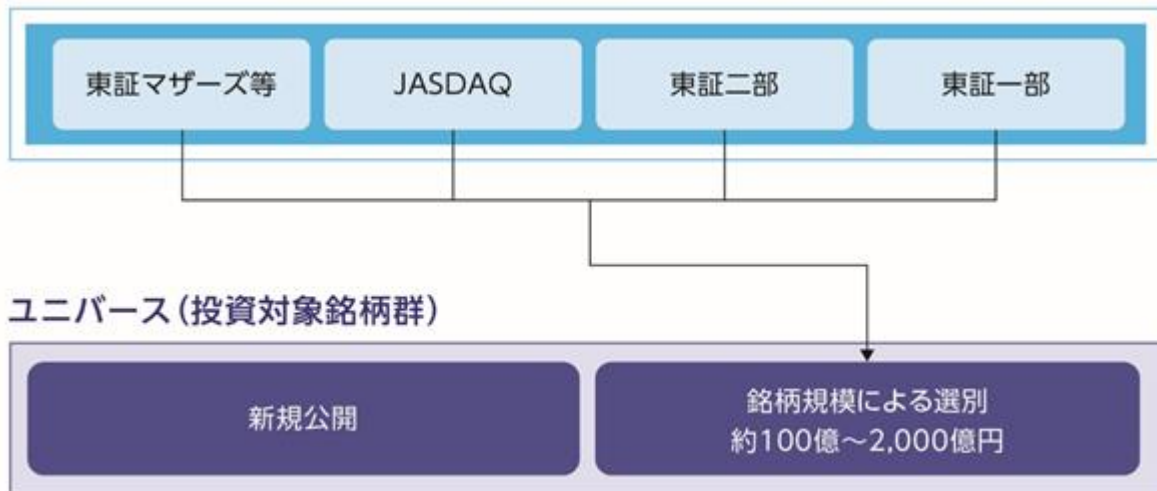 東証マザーズ等
JASDAQ
東証二部
東証一部
ユニバース(投資対象銘柄群)
新規公開
銘柄規模による選別
約100億～2,000億円